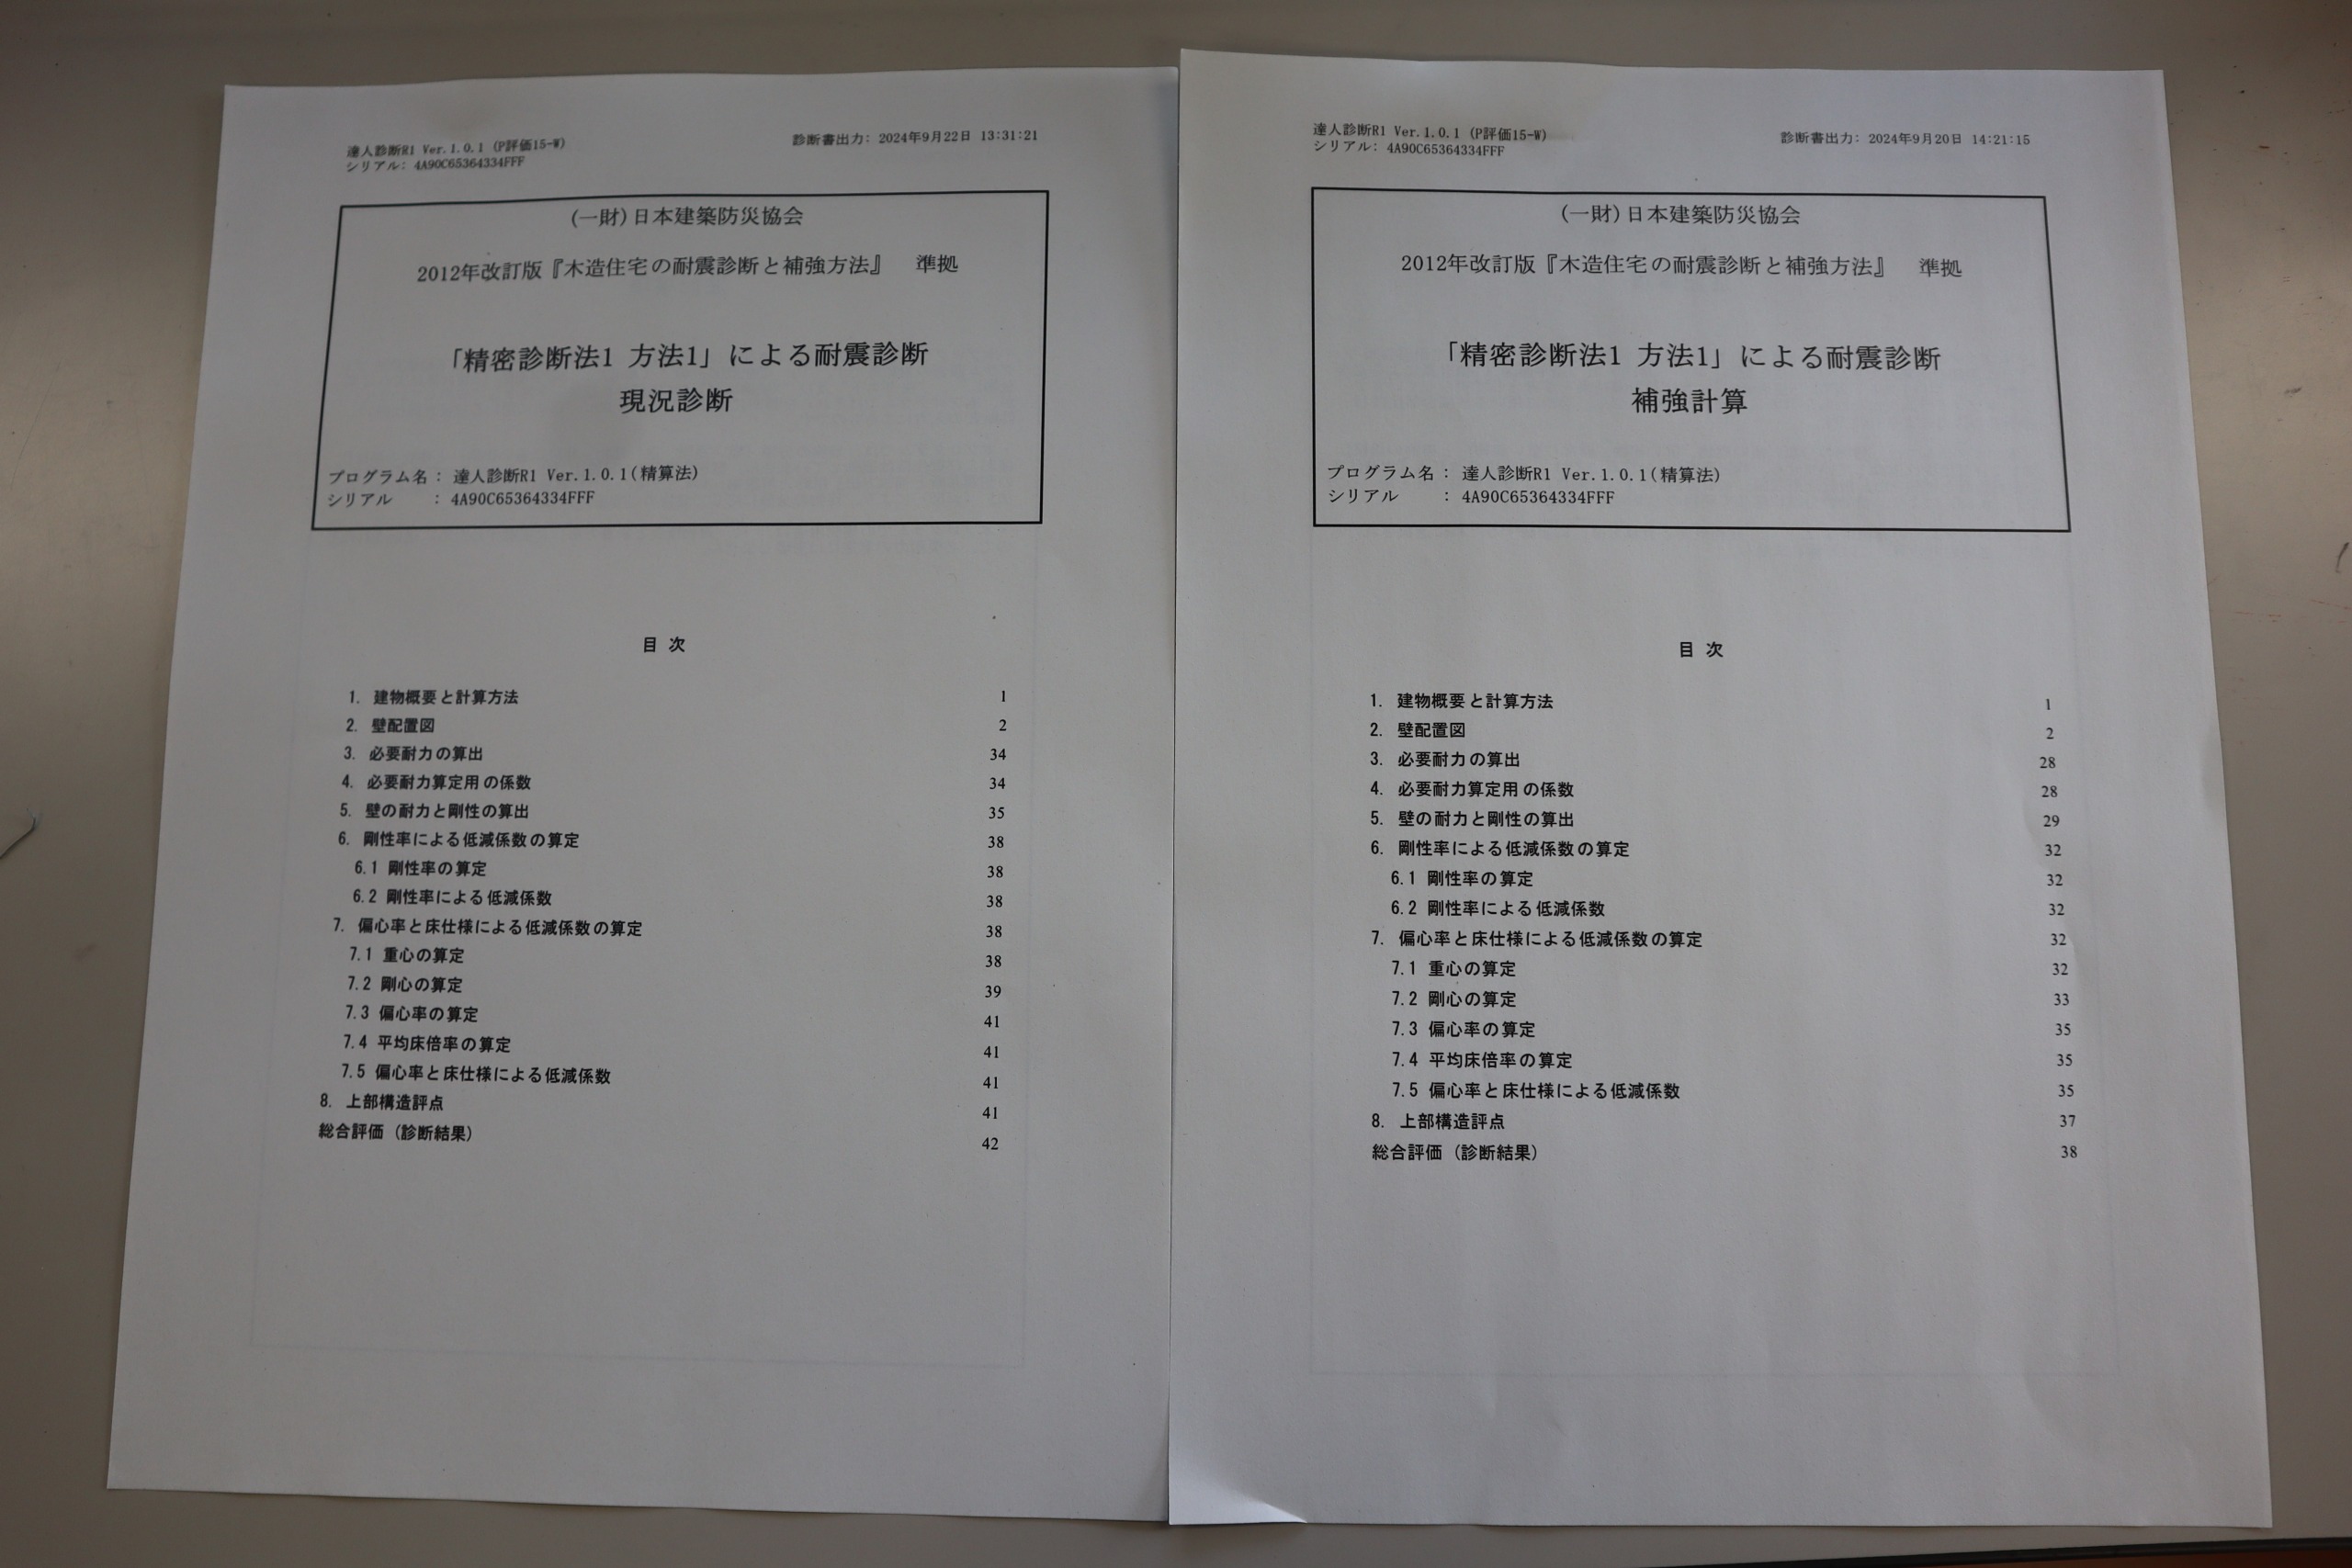 達人診断R1 Ver.1.0.1 (P評価15-W)
シリアル: 4A90C65364334FFF
診断書出力: 2024年9月22日 13:31:21
(一財)日本建築防災協会
2012年改訂版『木造住宅の耐震診断と補強方法』 準拠
「精密診断法1 方法1」による耐震診断
現況診断
プログラム名 : 達人診断R1 Ver.1.0.1(精算法)
シリアル : 4A90C65364334FFF
目 次
1. 建物概要と計算方法 1
2. 壁配置図 2
3. 必要耐力の算出 34
4. 必要耐力算定用の係数 34
5. 壁の耐力と剛性の算出 35
6. 剛性率による低減係数の算定 38
6.1 剛性率の算定 38
6.2 剛性率による低減係数 38
7. 偏心率と床仕様による低減係数の算定 38
7.1 重心の算定 38
7.2 剛心の算定 39
7.3 偏心率の算定 41
7.4 平均床倍率の算定 41
7.5 偏心率と床仕様による低減係数 41
8. 上部構造評点 41
総合評価（診断結果） 42
達人診断R1 Ver.1.0.1 (P評価15-W)
シリアル: 4A90C65364334FFF
診断書出力: 2024年9月20日 14:21:15
(一財)日本建築防災協会
2012年改訂版『木造住宅の耐震診断と補強方法』 準拠
「精密診断法1 方法1」による耐震診断
補強計算
プログラム名 : 達人診断R1 Ver.1.0.1(精算法)
シリアル : 4A90C65364334FFF
目 次
1. 建物概要と計算方法 1
2. 壁配置図 2
3. 必要耐力の算出 28
4. 必要耐力算定用の係数 28
5. 壁の耐力と剛性の算出 29
6. 剛性率による低減係数の算定 32
6.1 剛性率の算定 32
6.2 剛性率による低減係数 32
7. 偏心率と床仕様による低減係数の算定 32
7.1 重心の算定 32
7.2 剛心の算定 33
7.3 偏心率の算定 35
7.4 平均床倍率の算定 35
7.5 偏心率と床仕様による低減係数 35
8. 上部構造評点 37
総合評価（診断結果） 38